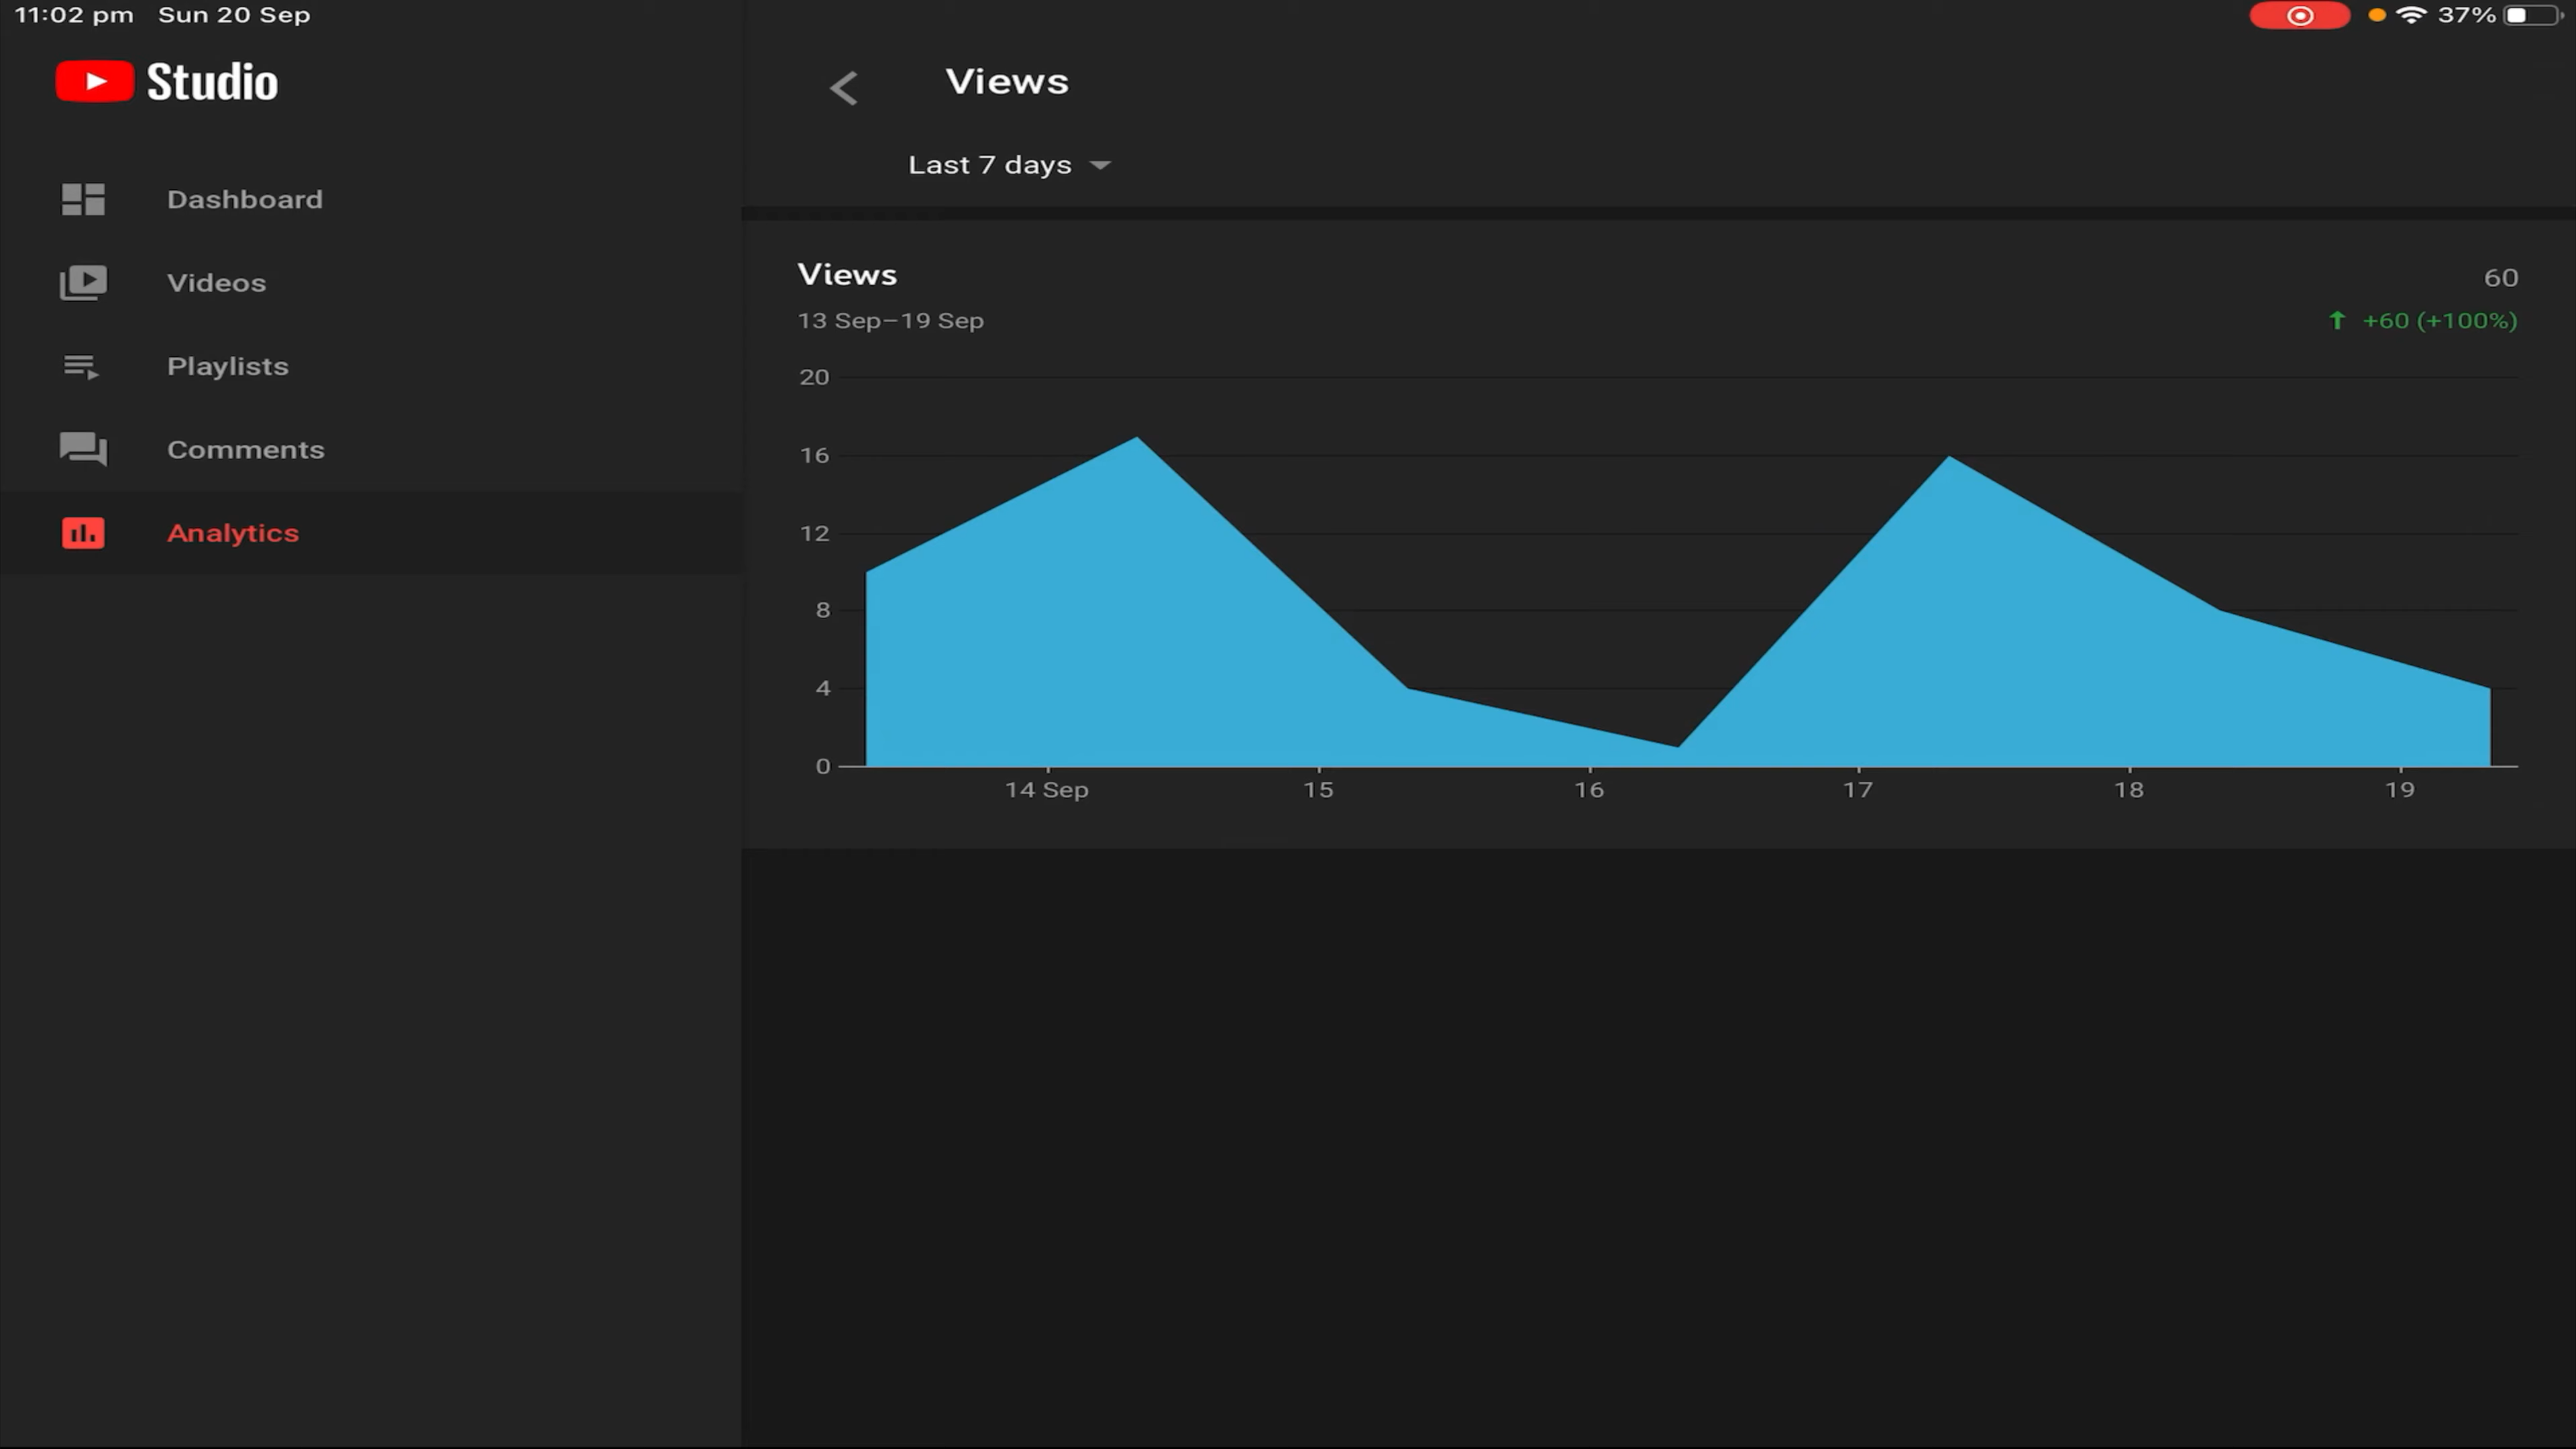 11:02 pm Sun 20 Sep
37%
Studio
Dashboard
Videos
Playlists
Comments
Analytics
Views
Last 7 days
Views
60
13 Sep–19 Sep
+60 (+100%)
20
16
12
8
4
0
14 Sep 15 16 17 18 19